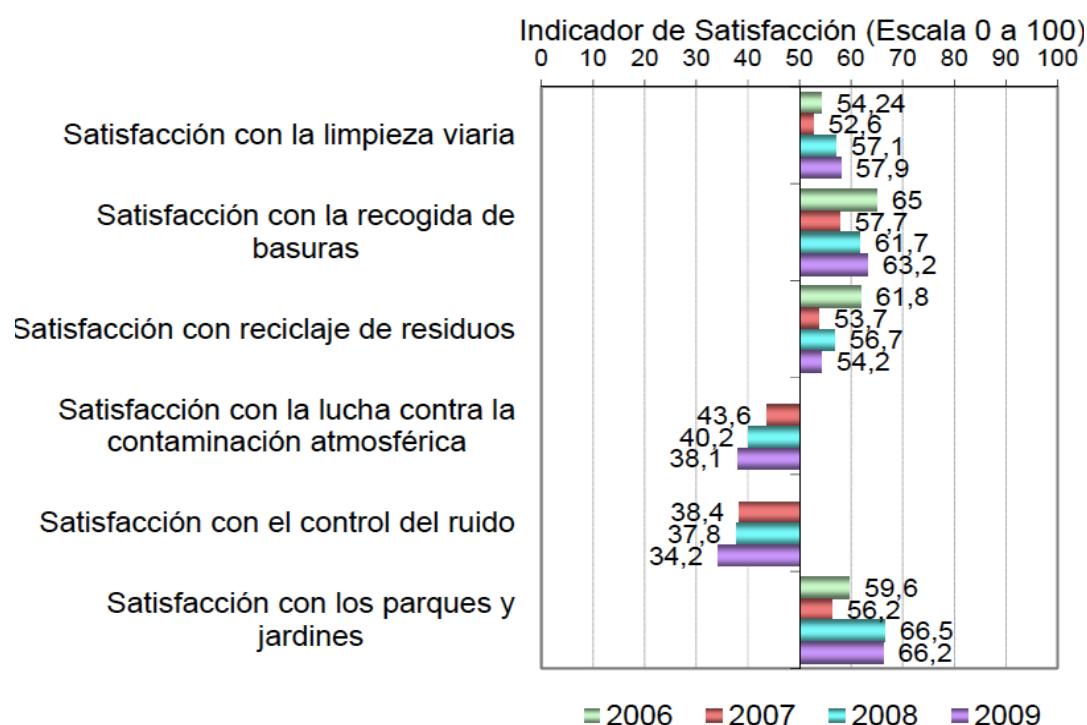 Indicador de Satisfacción (Escala 0 a 100)
0 10 20 30 40 50 60 70 80 90 100
Satisfacción con la limpieza viaria
54,24
52,6
57,1
57,9
Satisfacción con la recogida de
basuras
65
57,7
61,7
63,2
Satisfacción con reciclaje de residuos
61,8
53,7
56,7
54,2
Satisfacción con la lucha contra la
contaminación atmosférica
43,6
40,2
38,1
Satisfacción con el control del ruido
38,4
37,8
34,2
Satisfacción con los parques y
jardines
59,6
56,2
66,5
66,2
2006 2007 2008 2009